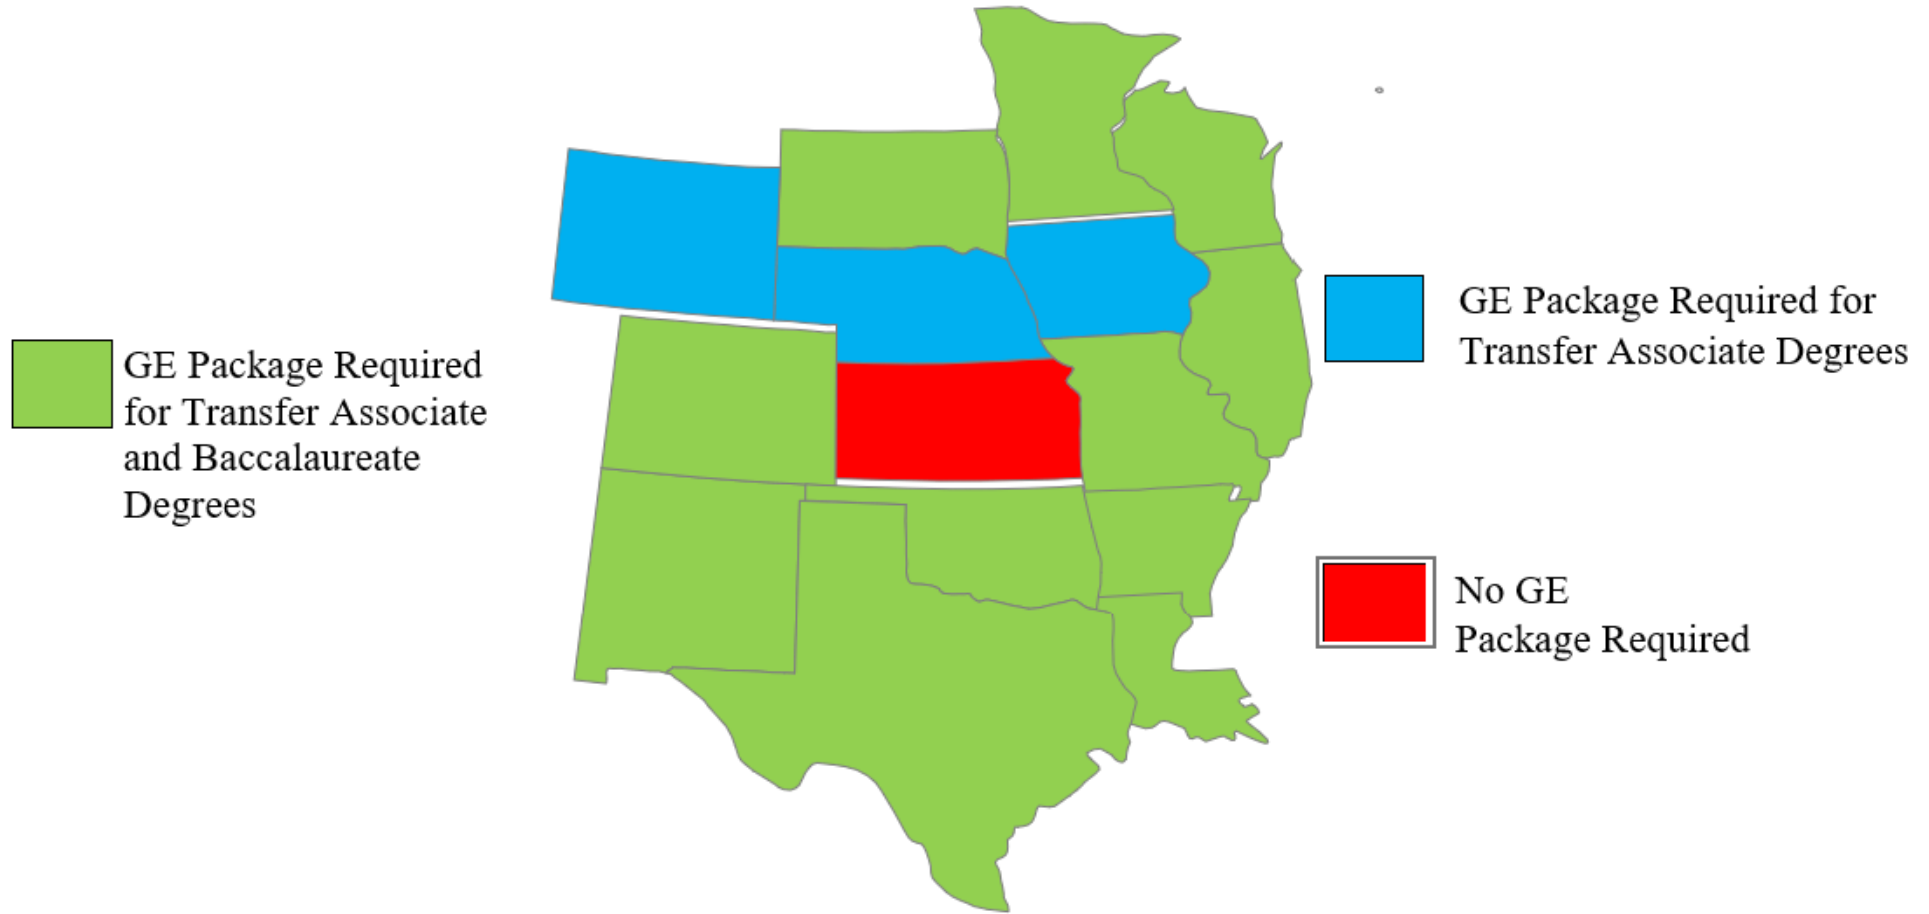 GE Package Required
for Transfer Associate
and Baccalaureate
Degrees
GE Package Required for
Transfer Associate Degrees
No GE
Package Required